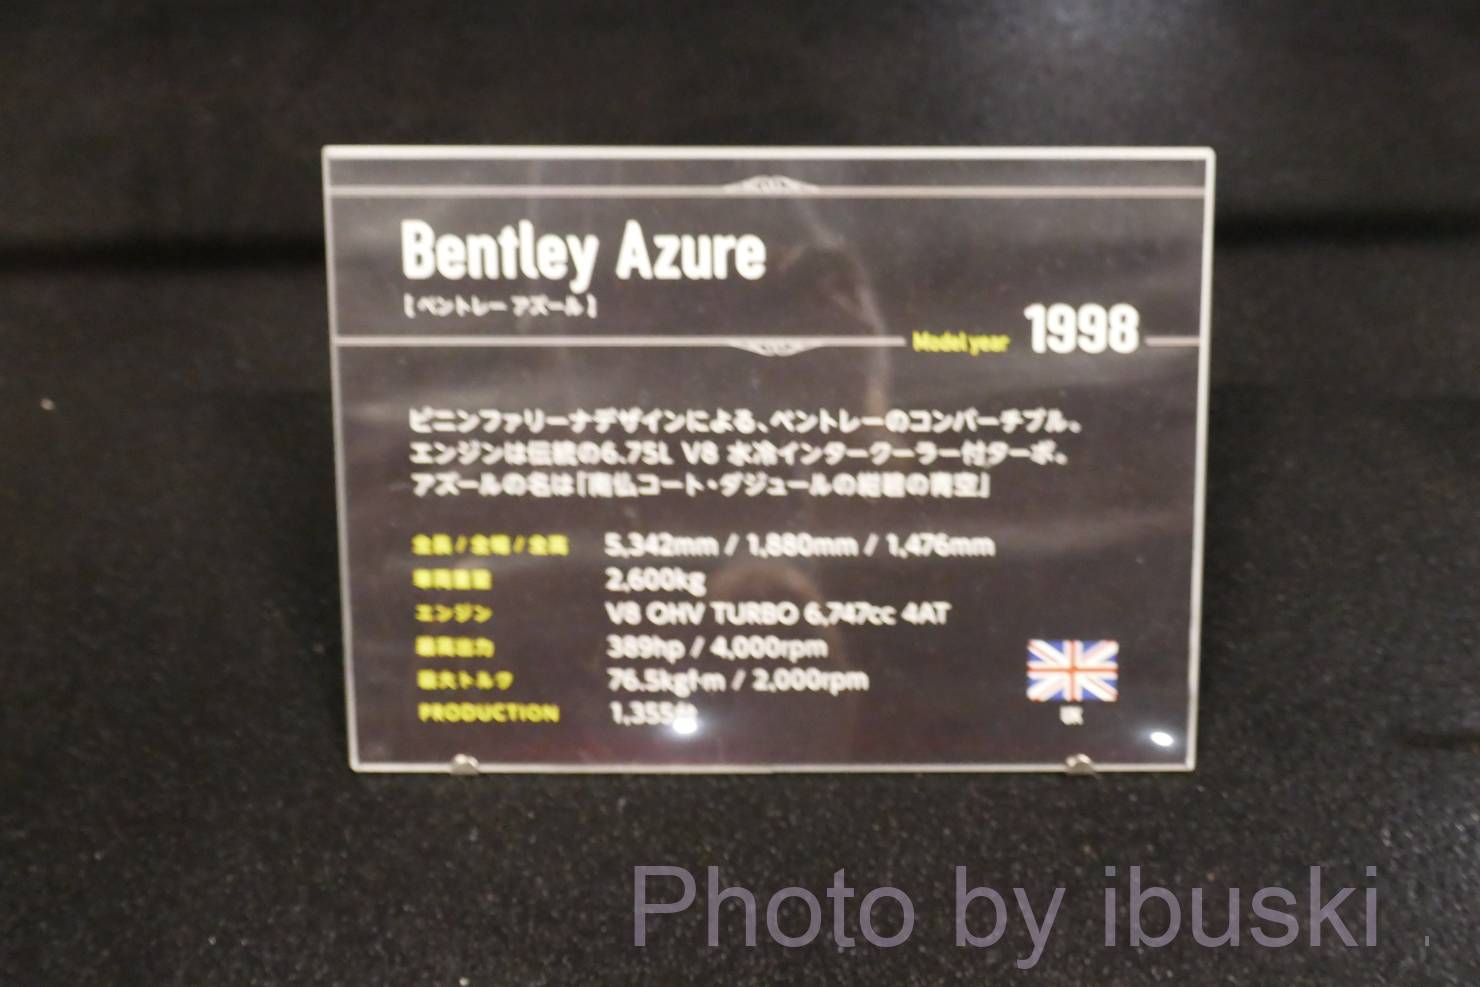 Bentley Azure
[ベントレー アズール]
Model year 1998
ピニンファリーナデザインによる、ベントレーのコンバーチブル。
エンジンは伝統の6.75L V8 水冷インタークーラー付ターボ。
アズールの名は「南仏コート・ダジュールの紺碧の青空」
全長 / 全幅 / 全高 5,342mm / 1,880mm / 1,476mm
車両重量 2,600kg
エンジン V8 OHV TURBO 6,747cc 4AT
最高出力 389hp / 4,000rpm
最大トルク 76.5kgf·m / 2,000rpm
PRODUCTION 1,355台
UK
Photo by ibuski